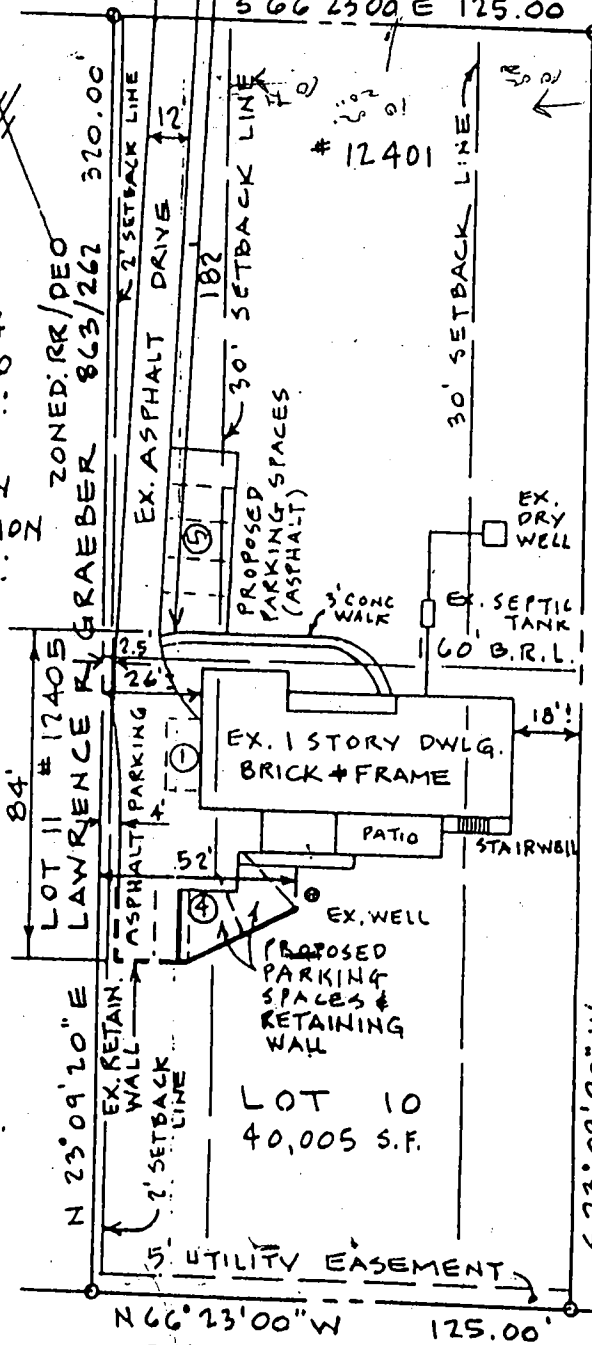 S 66° 23'00" E 125.00'
320.00'
2' SETBACK LINE
12'
EX. ASPHALT DRIVE
182
30' SETBACK LINE
# 12401
30' SETBACK LINE
ZONED: RR/DEO
LAWRENCE R GRAEBER 863/262
LOT 11 # 12405
5
PROPOSED
PARKING SPACES
(ASPHALT)
3' CONC
WALK
EX.
DRY
WELL
EX. SEPTIC
TANK
60' B.R.L.
2.5'
26'
84'
1
EX. 1 STORY DWLG.
BRICK & FRAME
18'±
ASPHALT PARKING
4'
52'
PATIO
STAIRWELL
4
EX. WELL
PROPOSED
PARKING
SPACES &
RETAINING
WALL
EX. RETAIN.
WALL
2' SETBACK
LINE
N 23°09'20" E
LOT 10
40,005 S.F.
5' UTILITY EASEMENT
N 66° 23'00" W 125.00'